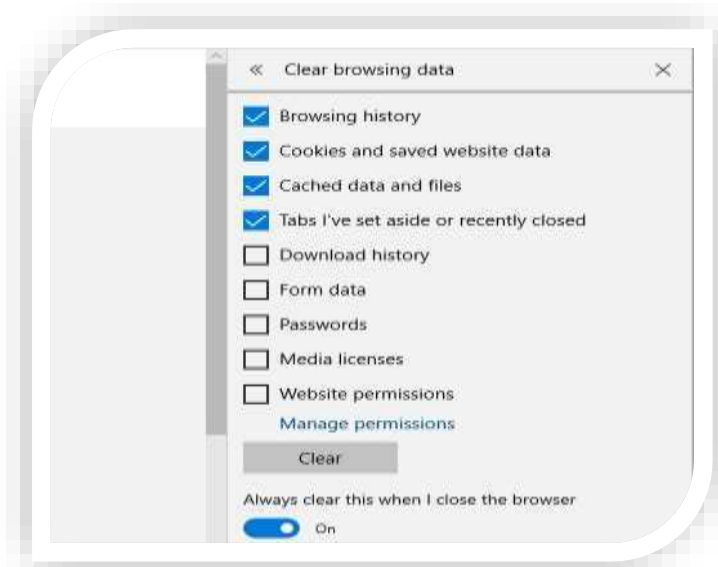 « Clear browsing data ×
Browsing history
Cookies and saved website data
Cached data and files
Tabs I've set aside or recently closed
Download history
Form data
Passwords
Media licenses
Website permissions
Manage permissions
Clear
Always clear this when I close the browser
On